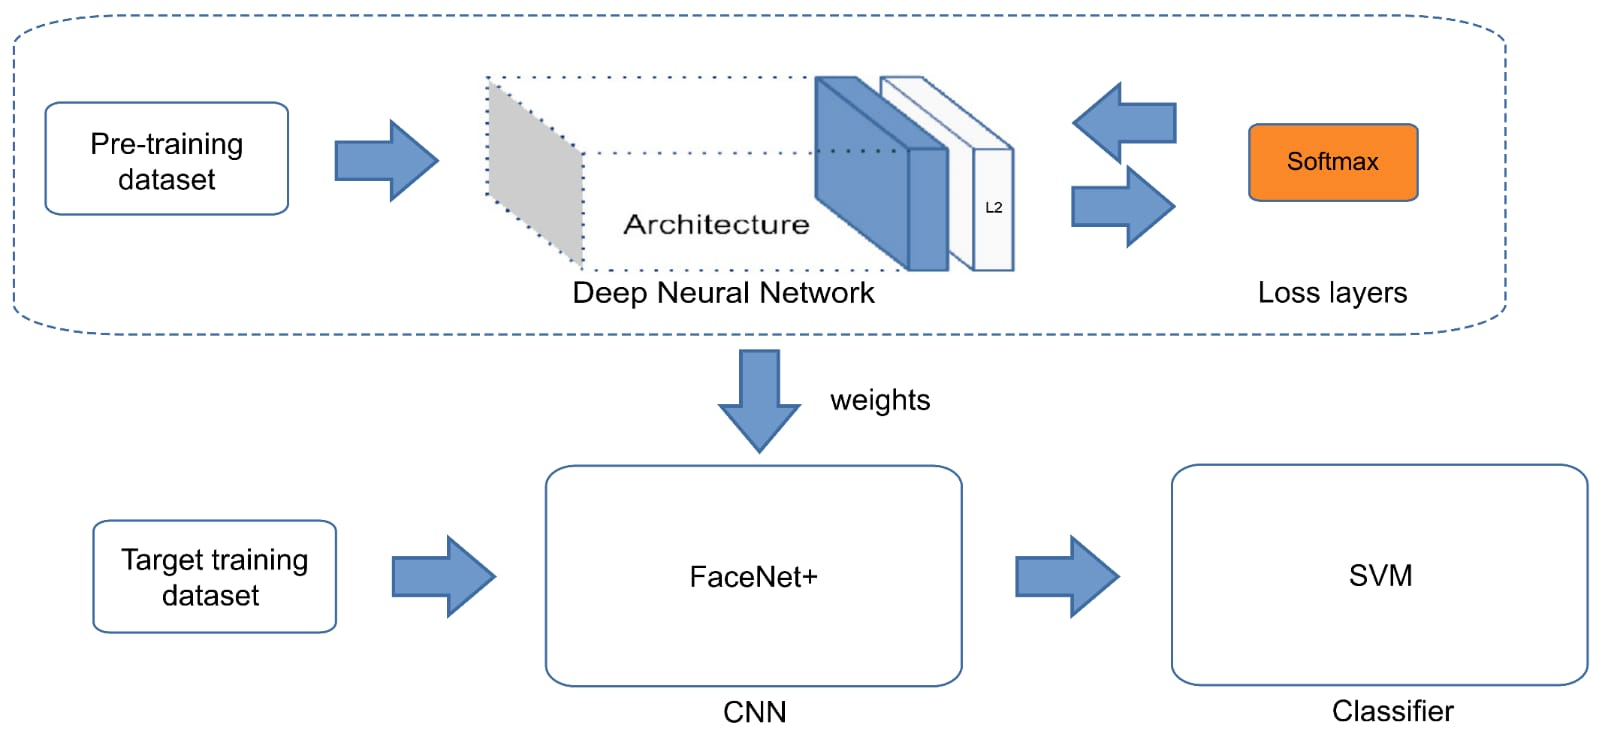 Pre-training
dataset
Architecture
L2
Deep Neural Network
Softmax
Loss layers
weights
Target training
dataset
FaceNet+
CNN
SVM
Classifier